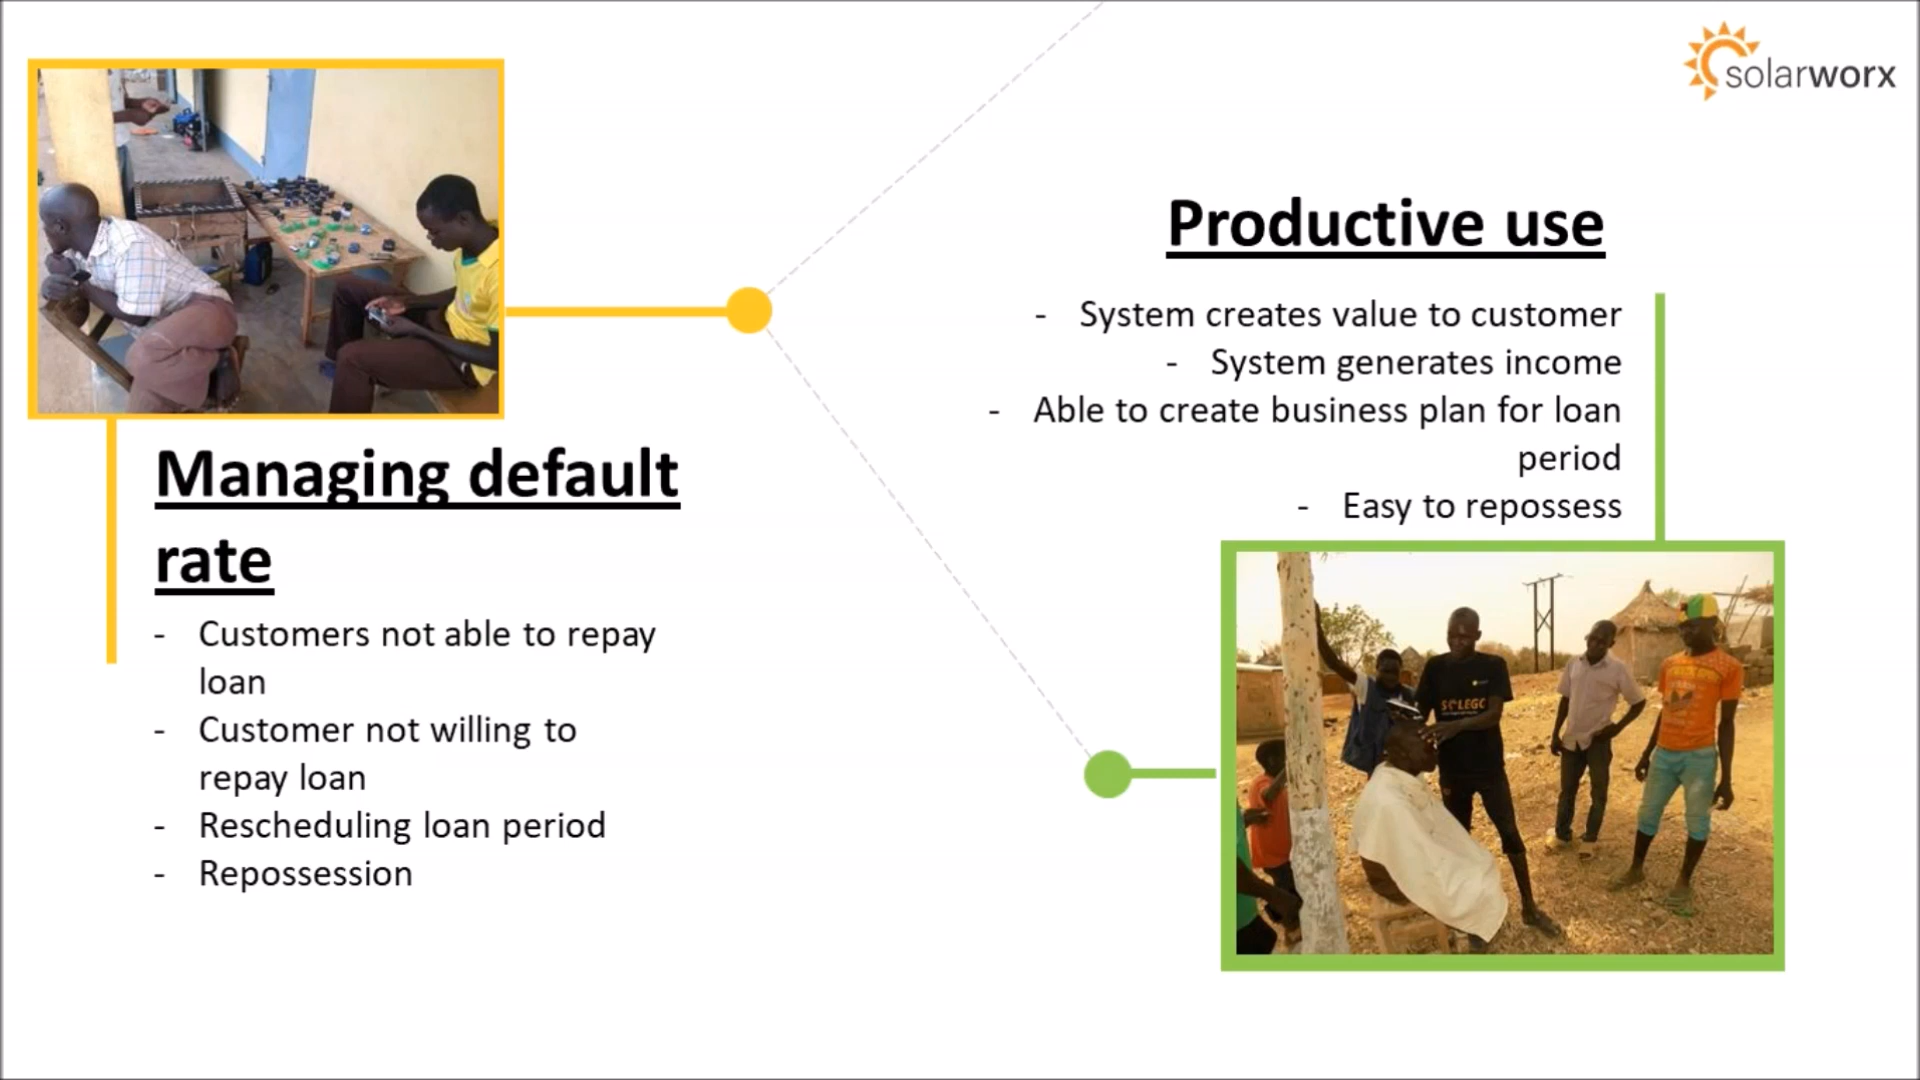 solarworx
Productive use
- System creates value to customer
- System generates income
- Able to create business plan for loan
period
- Easy to repossess
Managing default
rate
- Customers not able to repay
loan
- Customer not willing to
repay loan
- Rescheduling loan period
- Repossession
SOLEGC